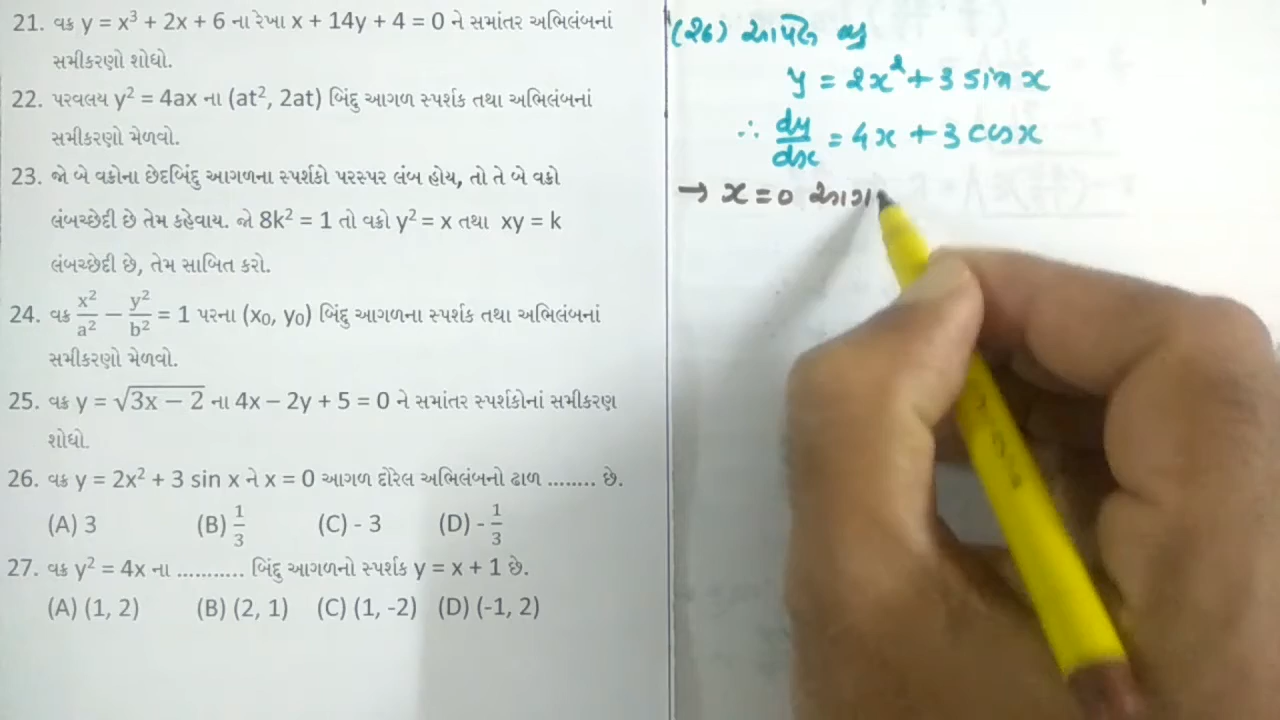 21. વક્ર y = x³ + 2x + 6 ના રેખા x + 14y + 4 = 0 ને સમાંતર અભિલંબનાં
સમીકરણો શોધો.
22. પરવલય y² = 4ax ના (at², 2at) બિંદુ આગળ સ્પર્શક તથા અભિલંબનાં
સમીકરણો મેળવો.
23. જો બે વક્રોના છેદબિંદુ આગળના સ્પર્શકો પરસ્પર લંબ હોય, તો તે બે વક્રો
લંબચ્છેદી છે તેમ કહેવાય. જો 8k² = 1 તો વક્રો y² = x તથા xy = k
લંબચ્છેદી છે, તેમ સાબિત કરો.
24. વક્ર x²/a² − y²/b² = 1 પરના (x₀, y₀) બિંદુ આગળના સ્પર્શક તથા અભિલંબનાં
સમીકરણો મેળવો.
25. વક્ર y = √(3x − 2) ના 4x − 2y + 5 = 0 ને સમાંતર સ્પર્શકોનાં સમીકરણ
શોધો.
26. વક્ર y = 2x² + 3 sin x ને x = 0 આગળ દોરેલ અભિલંબનો ઢાળ ........ છે.
(A) 3 (B) 1/3 (C) - 3 (D) - 1/3
27. વક્ર y² = 4x ના ........... બિંદુ આગળનો સ્પર્શક y = x + 1 છે.
(A) (1, 2) (B) (2, 1) (C) (1, -2) (D) (-1, 2)
(26) આપેલ વક્ર
y = 2x² + 3 sin x
∴ dy/dx = 4x + 3 cos x
→ x = 0 આગળ